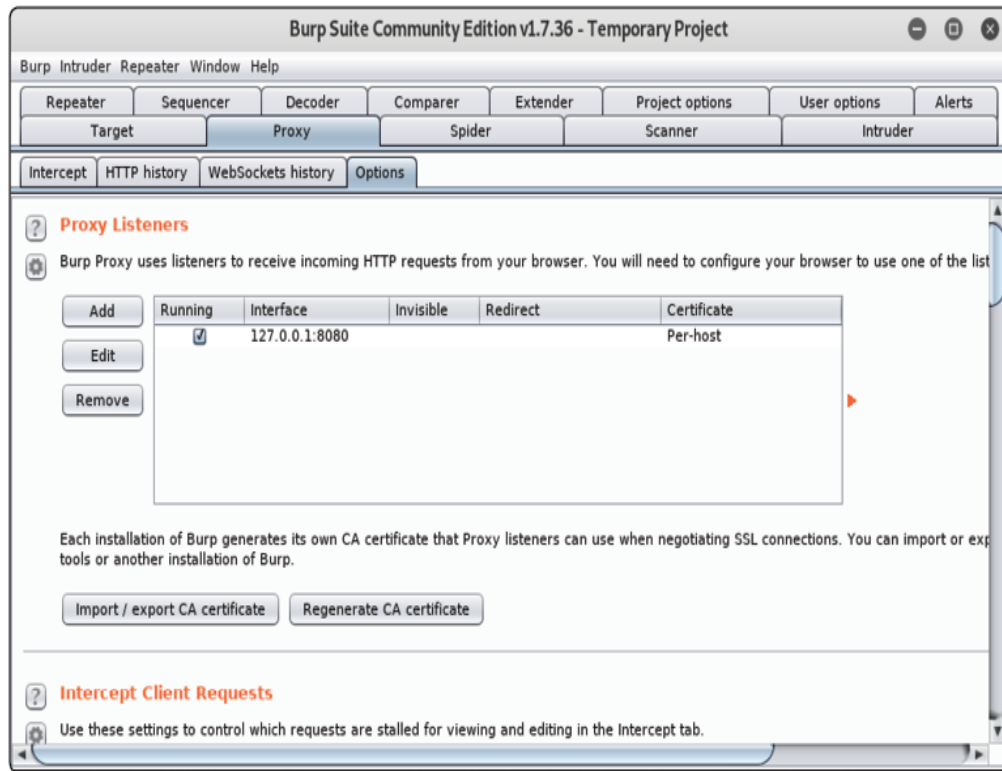 Burp Suite Community Edition v1.7.36 - Temporary Project
Burp Intruder Repeater Window Help
Repeater Sequencer Decoder Comparer Extender Project options User options Alerts
Target Proxy Spider Scanner Intruder
Intercept HTTP history WebSockets history Options
? Proxy Listeners
Burp Proxy uses listeners to receive incoming HTTP requests from your browser. You will need to configure your browser to use one of the list
Add Running Interface Invisible Redirect Certificate
127.0.0.1:8080 Per-host
Edit
Remove
Each installation of Burp generates its own CA certificate that Proxy listeners can use when negotiating SSL connections. You can import or exp
tools or another installation of Burp.
Import / export CA certificate Regenerate CA certificate
? Intercept Client Requests
Use these settings to control which requests are stalled for viewing and editing in the Intercept tab.